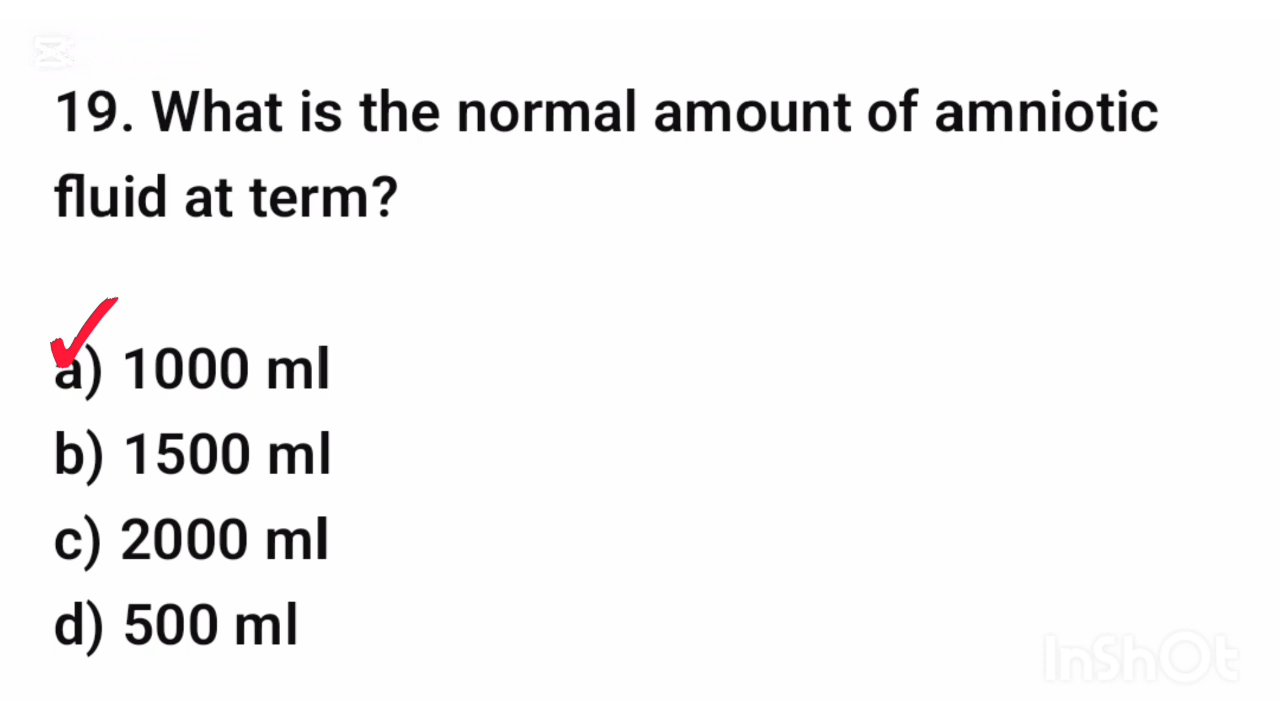 19. What is the normal amount of amniotic
fluid at term?
a) 1000 ml
b) 1500 ml
c) 2000 ml
d) 500 ml
InShOt